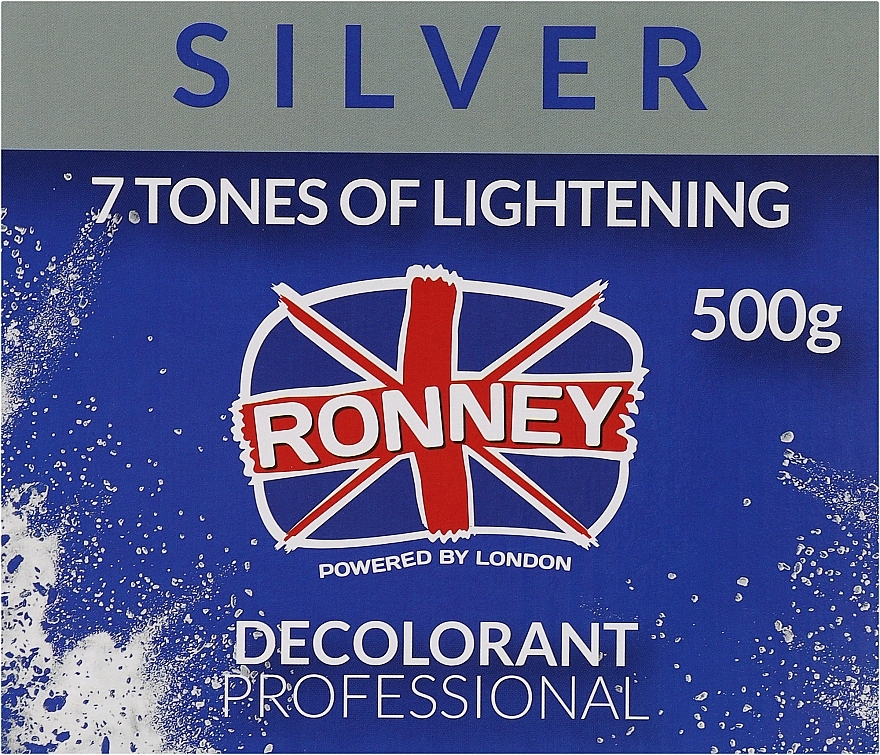 SILVER
7 TONES OF LIGHTENING
500g
RONNEY
POWERED BY LONDON
DECOLORANT
PROFESSIONAL